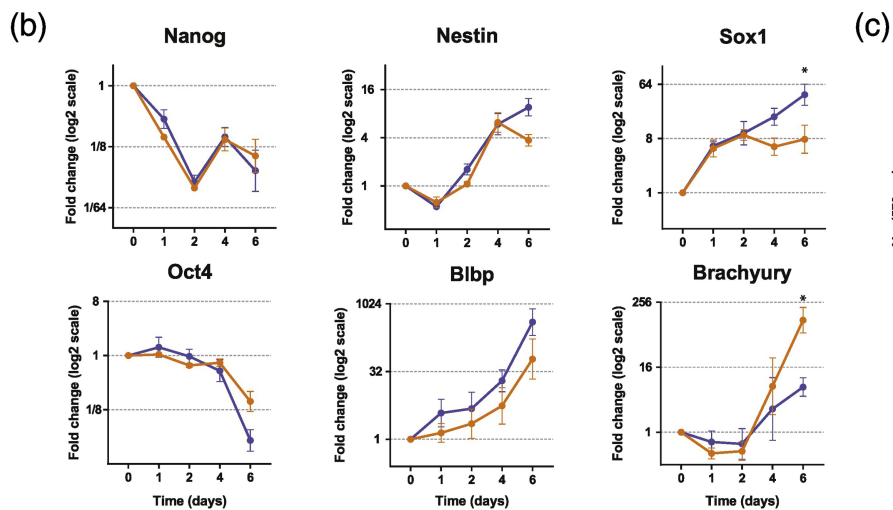 (b)
(c)
Nanog
Fold change (log2 scale)
1
1/8
1/64
0 1 2 4 6
Nestin
Fold change (log2 scale)
16
4
1
0 1 2 4 6
Sox1
Fold change (log2 scale)
*
64
8
1
0 1 2 4 6
Oct4
Fold change (log2 scale)
8
1
1/8
0 1 2 4 6
Time (days)
Blbp
Fold change (log2 scale)
1024
32
1
0 1 2 4 6
Time (days)
Brachyury
Fold change (log2 scale)
*
256
16
1
0 1 2 4 6
Time (days)